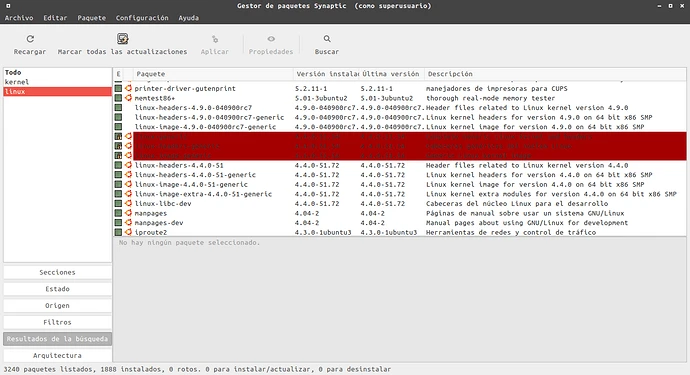 Gestor de paquetes Synaptic (como superusuario)
Archivo Editar Paquete Configuración Ayuda
Recargar Marcar todas las actualizaciones Aplicar Propiedades Buscar
Todo
kernel
linux
E Paquete Versión instalad Última versión Descripción
printer-driver-gutenprint 5.2.11-1 5.2.11-1 manejadores de impresoras para CUPS
memtest86+ 5.01-3ubuntu2 5.01-3ubuntu2 thorough real-mode memory tester
linux-headers-4.9.0-040900rc7 4.9.0-040900rc7. 4.9.0-040900rc7. Header files related to Linux kernel version 4.9.0
linux-headers-4.9.0-040900rc7-generic 4.9.0-040900rc7. 4.9.0-040900rc7. Linux kernel headers for version 4.9.0 on 64 bit x86 SMP
linux-image-4.9.0-040900rc7-generic 4.9.0-040900rc7. 4.9.0-040900rc7. Linux kernel image for version 4.9.0 on 64 bit x86 SMP
linux-headers-4.4.0-51 4.4.0-51.72 4.4.0-51.72 Header files related to Linux kernel version 4.4.0
linux-headers-4.4.0-51-generic 4.4.0-51.72 4.4.0-51.72 Linux kernel headers for version 4.4.0 on 64 bit x86 SMP
linux-image-4.4.0-51-generic 4.4.0-51.72 4.4.0-51.72 Linux kernel image for version 4.4.0 on 64 bit x86 SMP
linux-image-extra-4.4.0-51-generic 4.4.0-51.72 4.4.0-51.72 Linux kernel extra modules for version 4.4.0 on 64 bit x86 SMP
linux-libc-dev 4.4.0-51.72 4.4.0-51.72 Cabeceras del núcleo Linux para el desarrollo
manpages 4.04-2 4.04-2 Páginas de manual sobre usar un sistema GNU/Linux
manpages-dev 4.04-2 4.04-2 Manual pages about using GNU/Linux for development
iproute2 4.3.0-1ubuntu3 4.3.0-1ubuntu3 Herramientas de redes y control de tráfico
No hay ningún paquete seleccionado.
Secciones
Estado
Origen
Filtros
Resultados de la búsqueda
Arquitectura
3240 paquetes listados, 1888 instalados, 0 rotos. 0 para instalar/actualizar, 0 para desinstalar